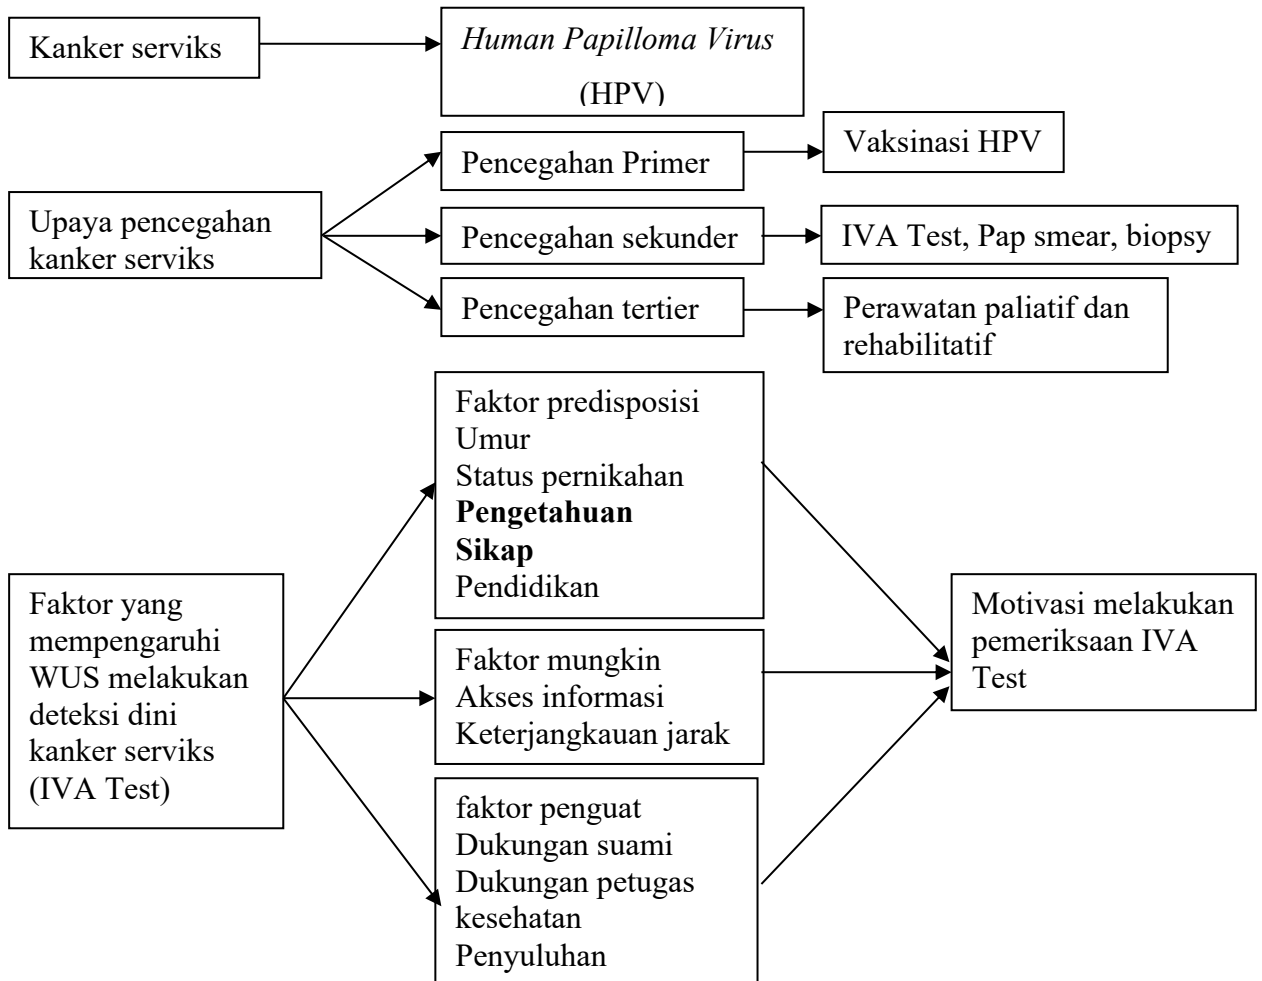 Kanker serviks
Human Papilloma Virus
(HPV)
Upaya pencegahan
kanker serviks
Pencegahan Primer
Vaksinasi HPV
Pencegahan sekunder
IVA Test, Pap smear, biopsy
Pencegahan tertier
Perawatan paliatif dan
rehabilitatif
Faktor yang
mempengaruhi
WUS melakukan
deteksi dini
kanker serviks
(IVA Test)
Faktor predisposisi
Umur
Status pernikahan
Pengetahuan
Sikap
Pendidikan
Faktor mungkin
Akses informasi
Keterjangkauan jarak
faktor penguat
Dukungan suami
Dukungan petugas
kesehatan
Penyuluhan
Motivasi melakukan
pemeriksaan IVA
Test